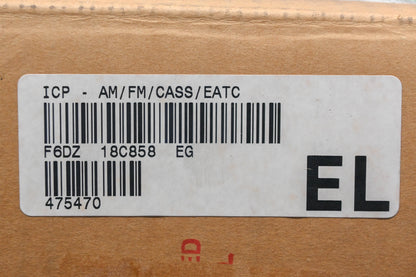 ICP - AM/FM/CASS/EATC
F6DZ 18C858 EG
475470
EL